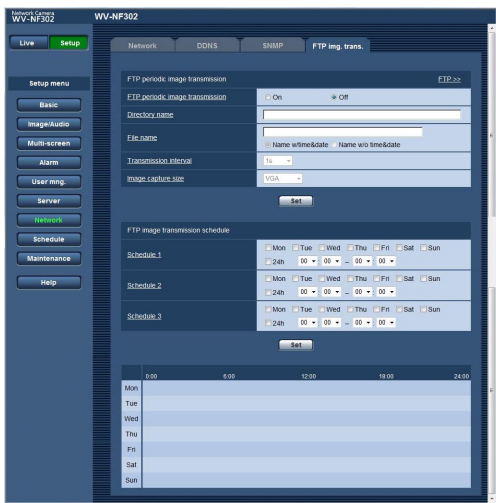 Network Camera
WV-NF302
WV-NF302
Live Setup
Network DDNS SNMP FTP img. trans.
Setup menu
Basic
Image/Audio
Multi-screen
Alarm
User mng.
Server
Network
Schedule
Maintenance
Help
FTP periodic image transmission FTP >>
FTP periodic image transmission On Off
Directory name
File name
Name w/time&date Name w/o time&date
Transmission interval 1s
Image capture size VGA
Set
FTP image transmission schedule
Schedule 1
Mon Tue Wed Thu Fri Sat Sun
24h 00 00 – 00 00
Schedule 2
Mon Tue Wed Thu Fri Sat Sun
24h 00 00 – 00 00
Schedule 3
Mon Tue Wed Thu Fri Sat Sun
24h 00 00 – 00 00
Set
0:00 6:00 12:00 18:00 24:00
Mon
Tue
Wed
Thu
Fri
Sat
Sun